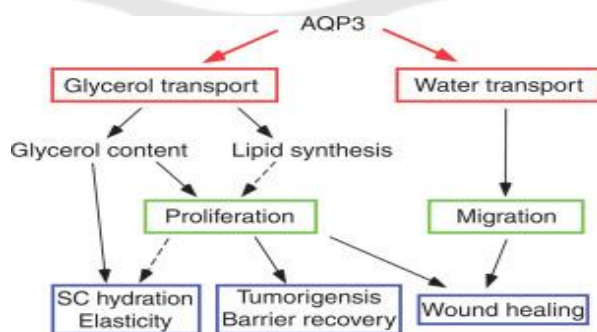 AQP3
Glycerol transport
Water transport
Glycerol content
Lipid synthesis
Proliferation
Migration
SC hydration
Elasticity
Tumorigensis
Barrier recovery
Wound healing